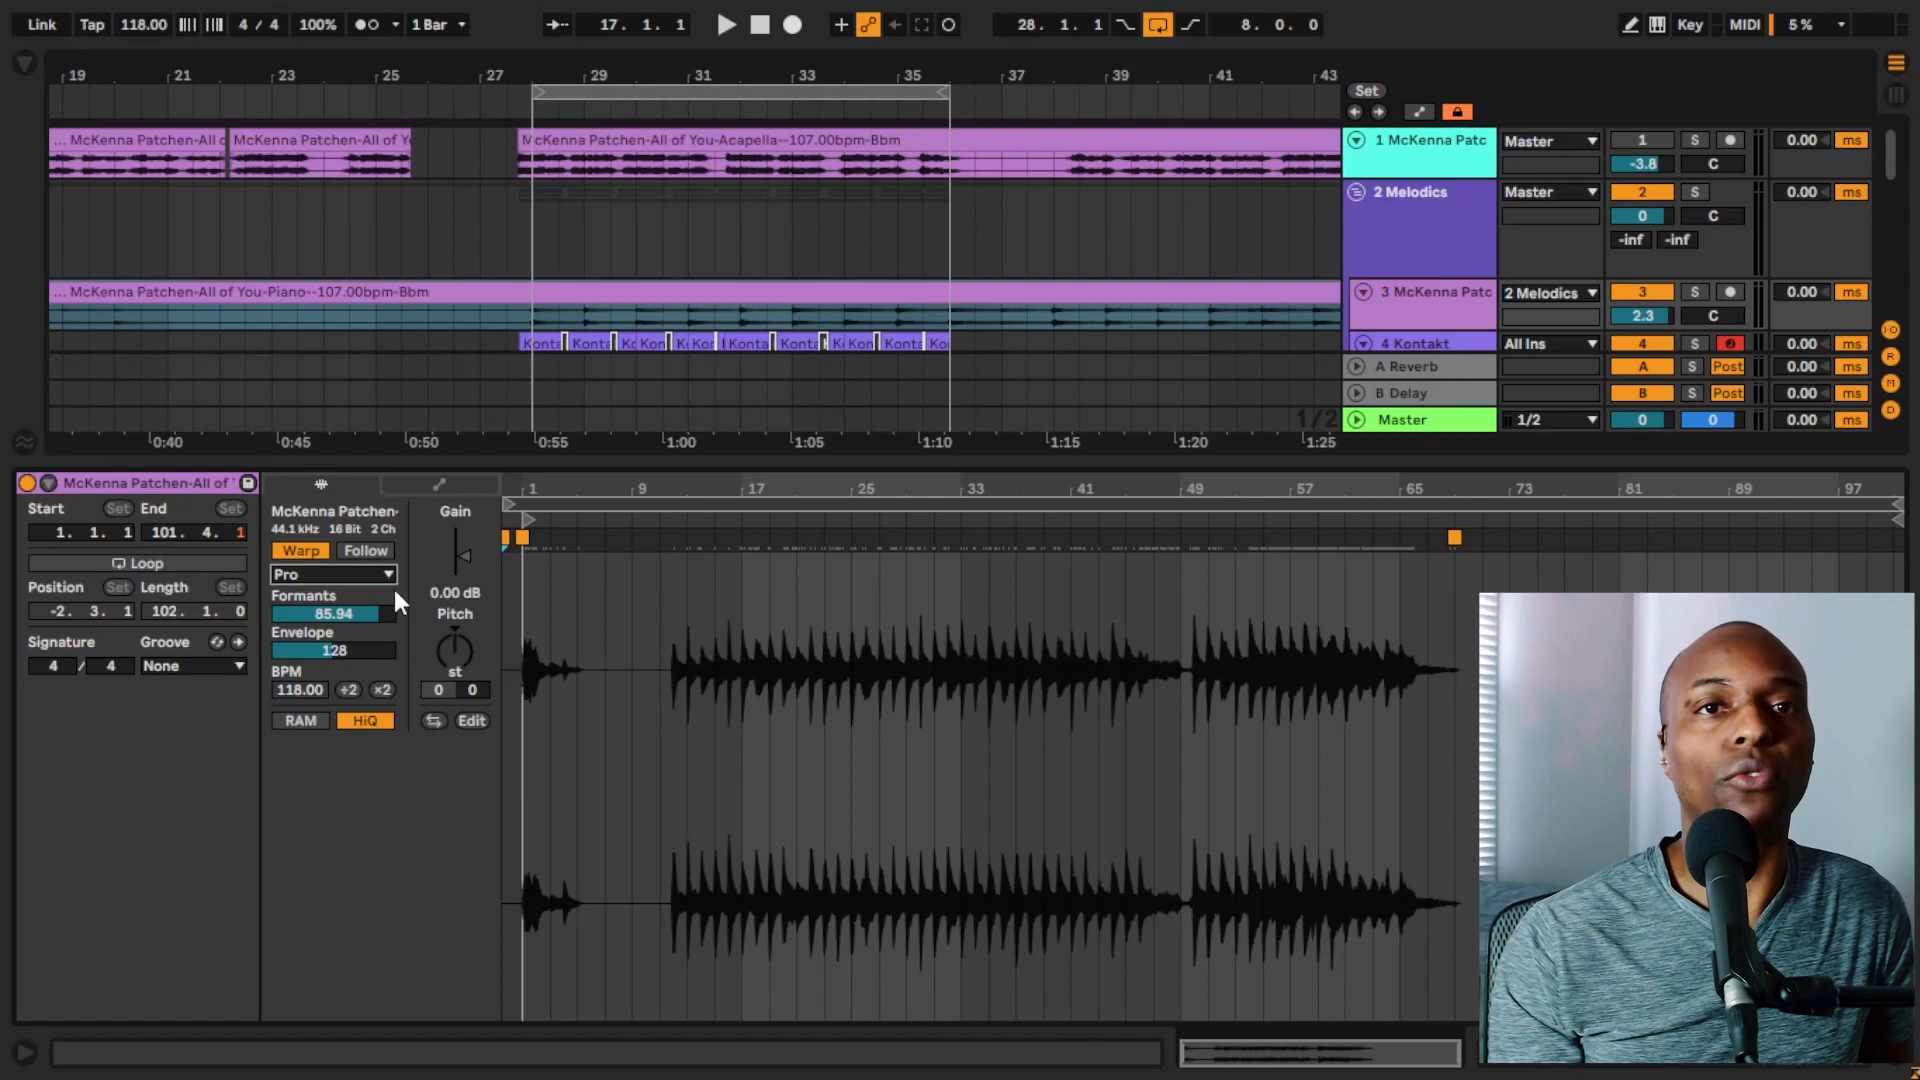 Link Tap 118.00 4 / 4 100% 1 Bar 17. 1. 1 28. 1. 1 8. 0. 0 Key MIDI 5 %
19 21 23 25 27 29 31 33 35 37 39 41 43
Set
... McKenna Patchen-All o McKenna Patchen-All of Y McKenna Patchen-All of You-Acapella--107.00bpm-Bbm
1 McKenna Patc Master 1 S 0.00 ms
-3.8 C
2 Melodics Master 2 S 0.00 ms
0 C
-inf -inf
... McKenna Patchen-All of You-Piano--107.00bpm-Bbm
3 McKenna Patc 2 Melodics 3 S 0.00 ms
2.3 C
Konta Konta Kc Kon Kor Konta Konta Kon Konta Kor
4 Kontakt All Ins 4 S 0.00 ms
A Reverb A S Post 0.00 ms
B Delay B S Post 0.00 ms
1/2
Master 1/2 0 0 0.00 ms
0:40 0:45 0:50 0:55 1:00 1:05 1:10 1:15 1:20 1:25
I-O
R
M
D
McKenna Patchen-All of '
Start Set End Set
1. 1. 1 101. 4. 1
Loop
Position Set Length Set
-2. 3. 1 102. 1. 0
Signature Groove
4 / 4 None
McKenna Patchen-
44.1 kHz 16 Bit 2 Ch
Warp Follow
Pro
Formants
85.94
Envelope
128
BPM
118.00 ÷2 ×2
RAM HiQ
Gain
0.00 dB
Pitch
st
0 0
Edit
1 9 17 25 33 41 49 57 65 73 81 89 97